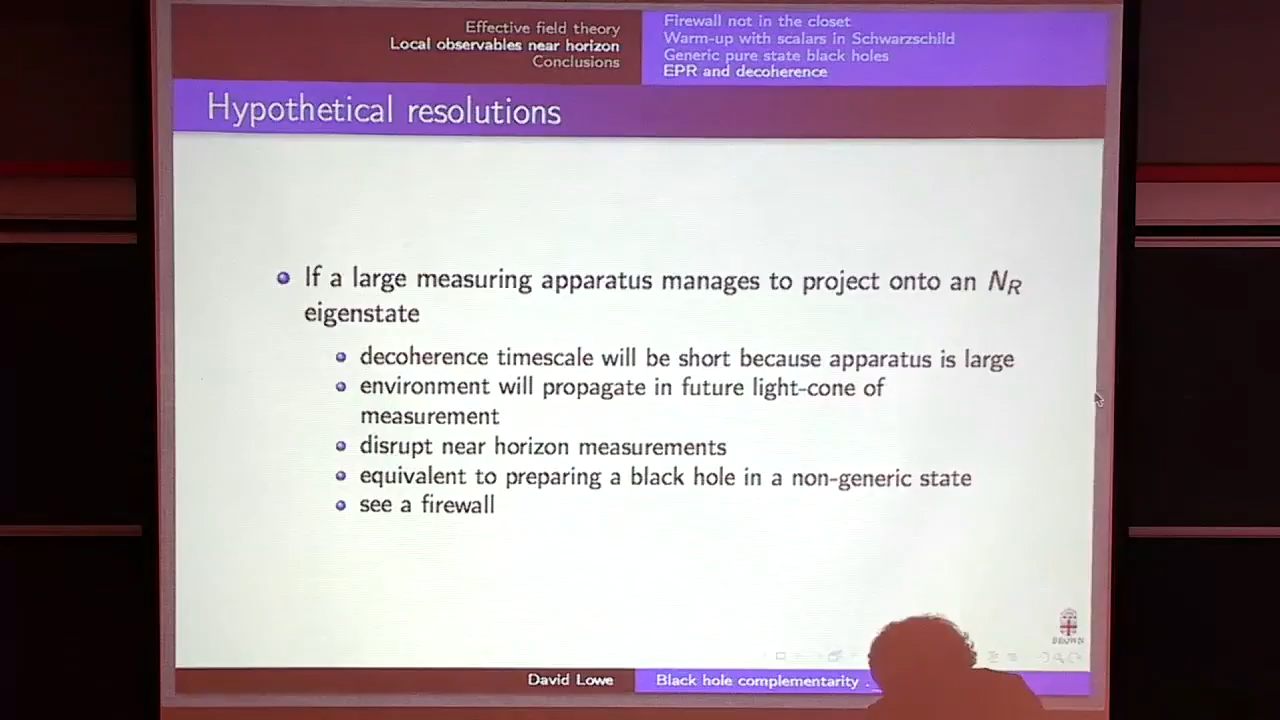 Effective field theory
Local observables near horizon
Conclusions
Firewall not in the closet
Warm-up with scalars in Schwarzschild
Generic pure state black holes
EPR and decoherence
Hypothetical resolutions
If a large measuring apparatus manages to project onto an N_R
eigenstate
decoherence timescale will be short because apparatus is large
environment will propagate in future light-cone of
measurement
disrupt near horizon measurements
equivalent to preparing a black hole in a non-generic state
see a firewall
BROWN
David Lowe
Black hole complementarity